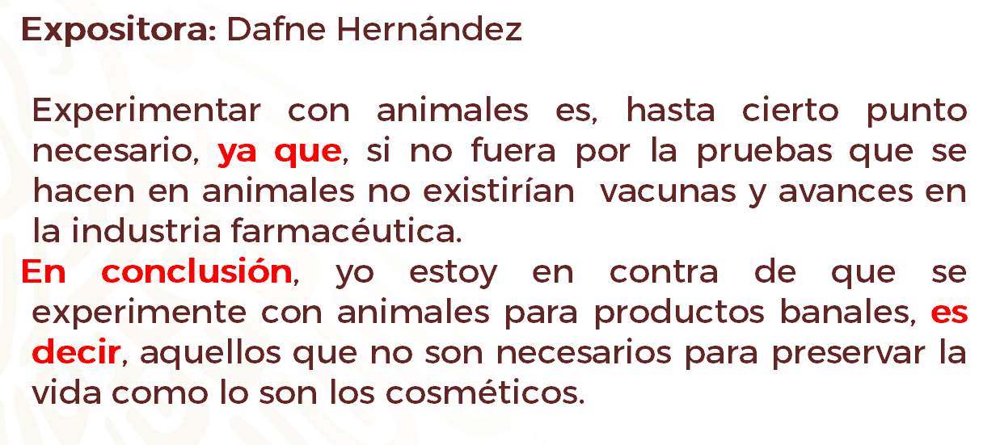 Expositora: Dafne Hernández
Experimentar con animales es, hasta cierto punto
necesario, ya que, si no fuera por la pruebas que se
hacen en animales no existirían vacunas y avances en
la industria farmacéutica.
En conclusión, yo estoy en contra de que se
experimente con animales para productos banales, es
decir, aquellos que no son necesarios para preservar la
vida como lo son los cosméticos.